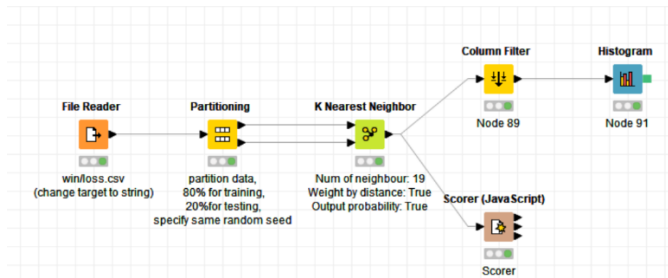 Column Filter
Histogram
File Reader
Partitioning
K Nearest Neighbor
Node 89
Node 91
win/loss.csv
(change target to string)
partition data,
80% for training,
20%for testing,
specify same random seed
Num of neighbour: 19
Weight by distance: True
Output probability: True
Scorer (JavaScript)
Scorer